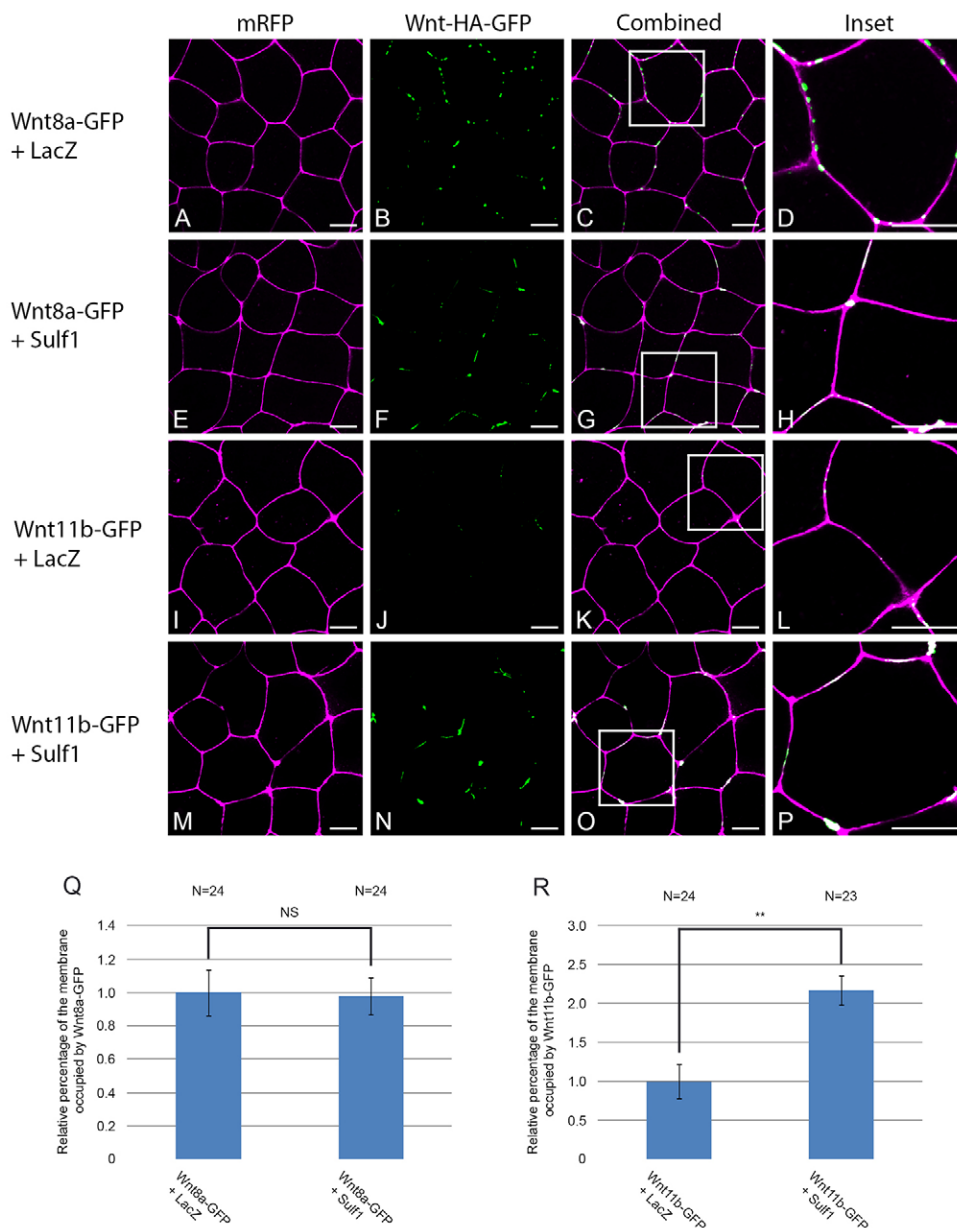 mRFP Wnt-HA-GFP Combined Inset
Wnt8a-GFP
+ LacZ
A B C D
Wnt8a-GFP
+ Sulf1
E F G H
Wnt11b-GFP
+ LacZ
I J K L
Wnt11b-GFP
+ Sulf1
M N O P
Q
N=24 N=24
NS
Relative percentage of the membrane
occupied by Wnt8a-GFP
1.4
1.2
1.0
0.8
0.6
0.4
0.2
0
Wnt8a-GFP
+ LacZ
Wnt8a-GFP
+ Sulf1
R
N=24 N=23
**
Relative percentage of the membrane
occupied by Wnt11b-GFP
3.0
2.5
2.0
1.5
1.0
0.5
0
Wnt11b-GFP
+ LacZ
Wnt11b-GFP
+ Sulf1